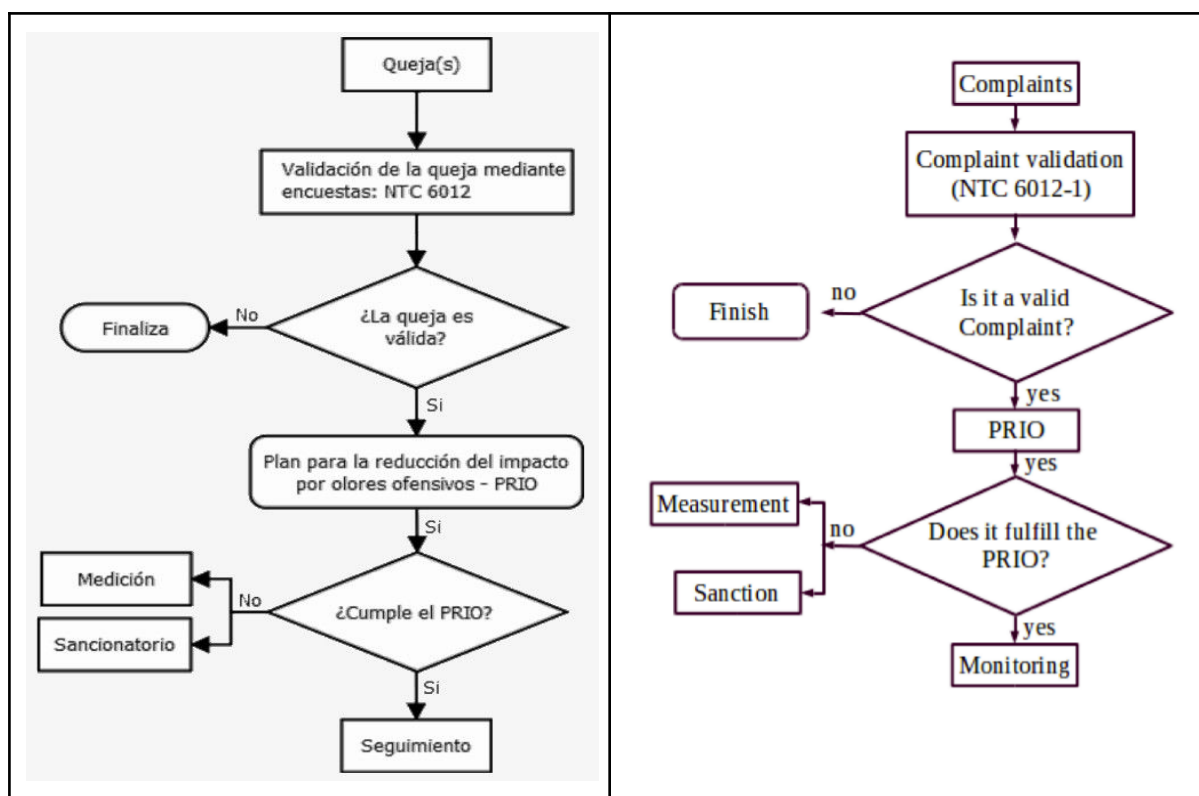 Queja(s)
Validación de la queja mediante
encuestas: NTC 6012
¿La queja es
válida?
No
Finaliza
Si
Plan para la reducción del impacto
por olores ofensivos - PRIO
Si
¿Cumple el PRIO?
No
Medición
Sancionatorio
Si
Seguimiento
Complaints
Complaint validation
(NTC 6012-1)
Is it a valid
Complaint?
no
Finish
yes
PRIO
yes
Does it fulfill the
PRIO?
no
Measurement
Sanction
yes
Monitoring